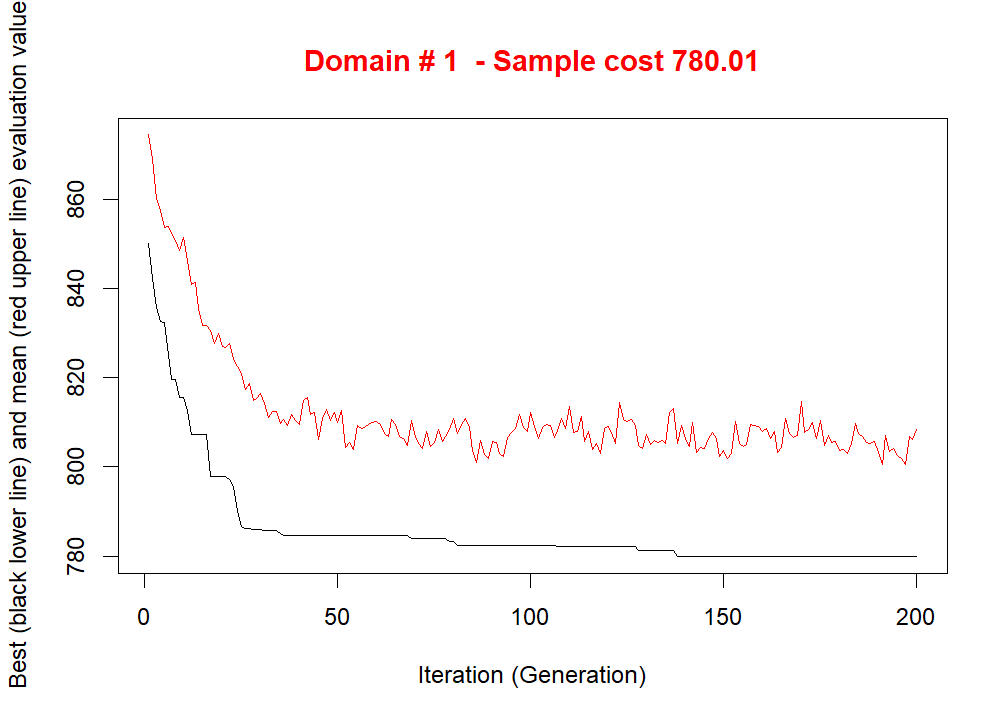 Domain # 1  - Sample cost 780.01
Best (black lower line) and mean (red upper line) evaluation value
860
840
820
800
780
0 50 100 150 200
Iteration (Generation)